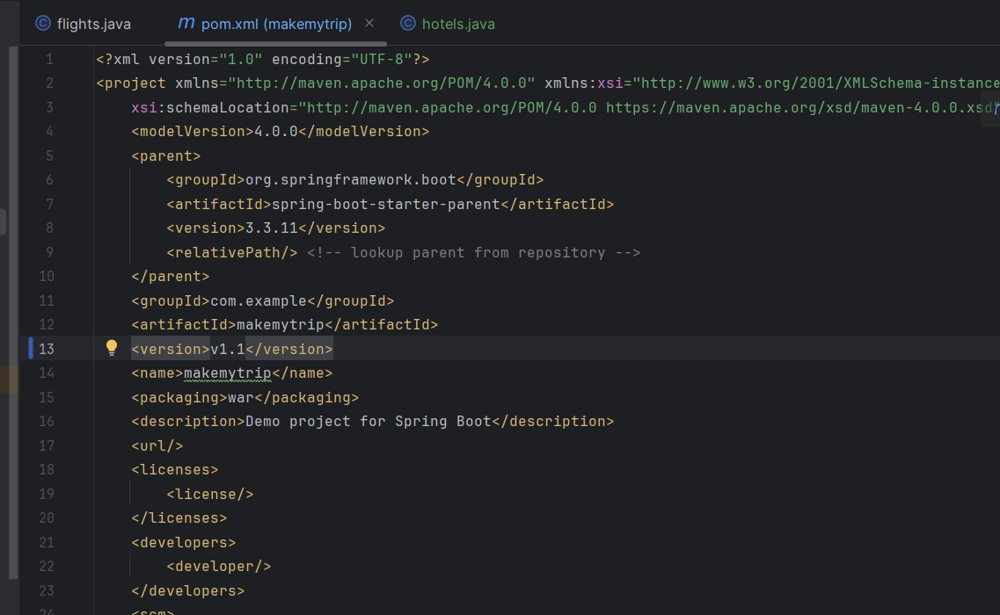 flights.java
pom.xml (makemytrip)
hotels.java
1 <?xml version="1.0" encoding="UTF-8"?>
2 <project xmlns="http://maven.apache.org/POM/4.0.0" xmlns:xsi="http://www.w3.org/2001/XMLSchema-instance
3 xsi:schemaLocation="http://maven.apache.org/POM/4.0.0 https://maven.apache.org/xsd/maven-4.0.0.xsd"
4 <modelVersion>4.0.0</modelVersion>
5 <parent>
6 <groupId>org.springframework.boot</groupId>
7 <artifactId>spring-boot-starter-parent</artifactId>
8 <version>3.3.11</version>
9 <relativePath/> <!-- lookup parent from repository -->
10 </parent>
11 <groupId>com.example</groupId>
12 <artifactId>makemytrip</artifactId>
13 <version>v1.1</version>
14 <name>makemytrip</name>
15 <packaging>war</packaging>
16 <description>Demo project for Spring Boot</description>
17 <url/>
18 <licenses>
19 <license/>
20 </licenses>
21 <developers>
22 <developer/>
23 </developers>
24 <scm>